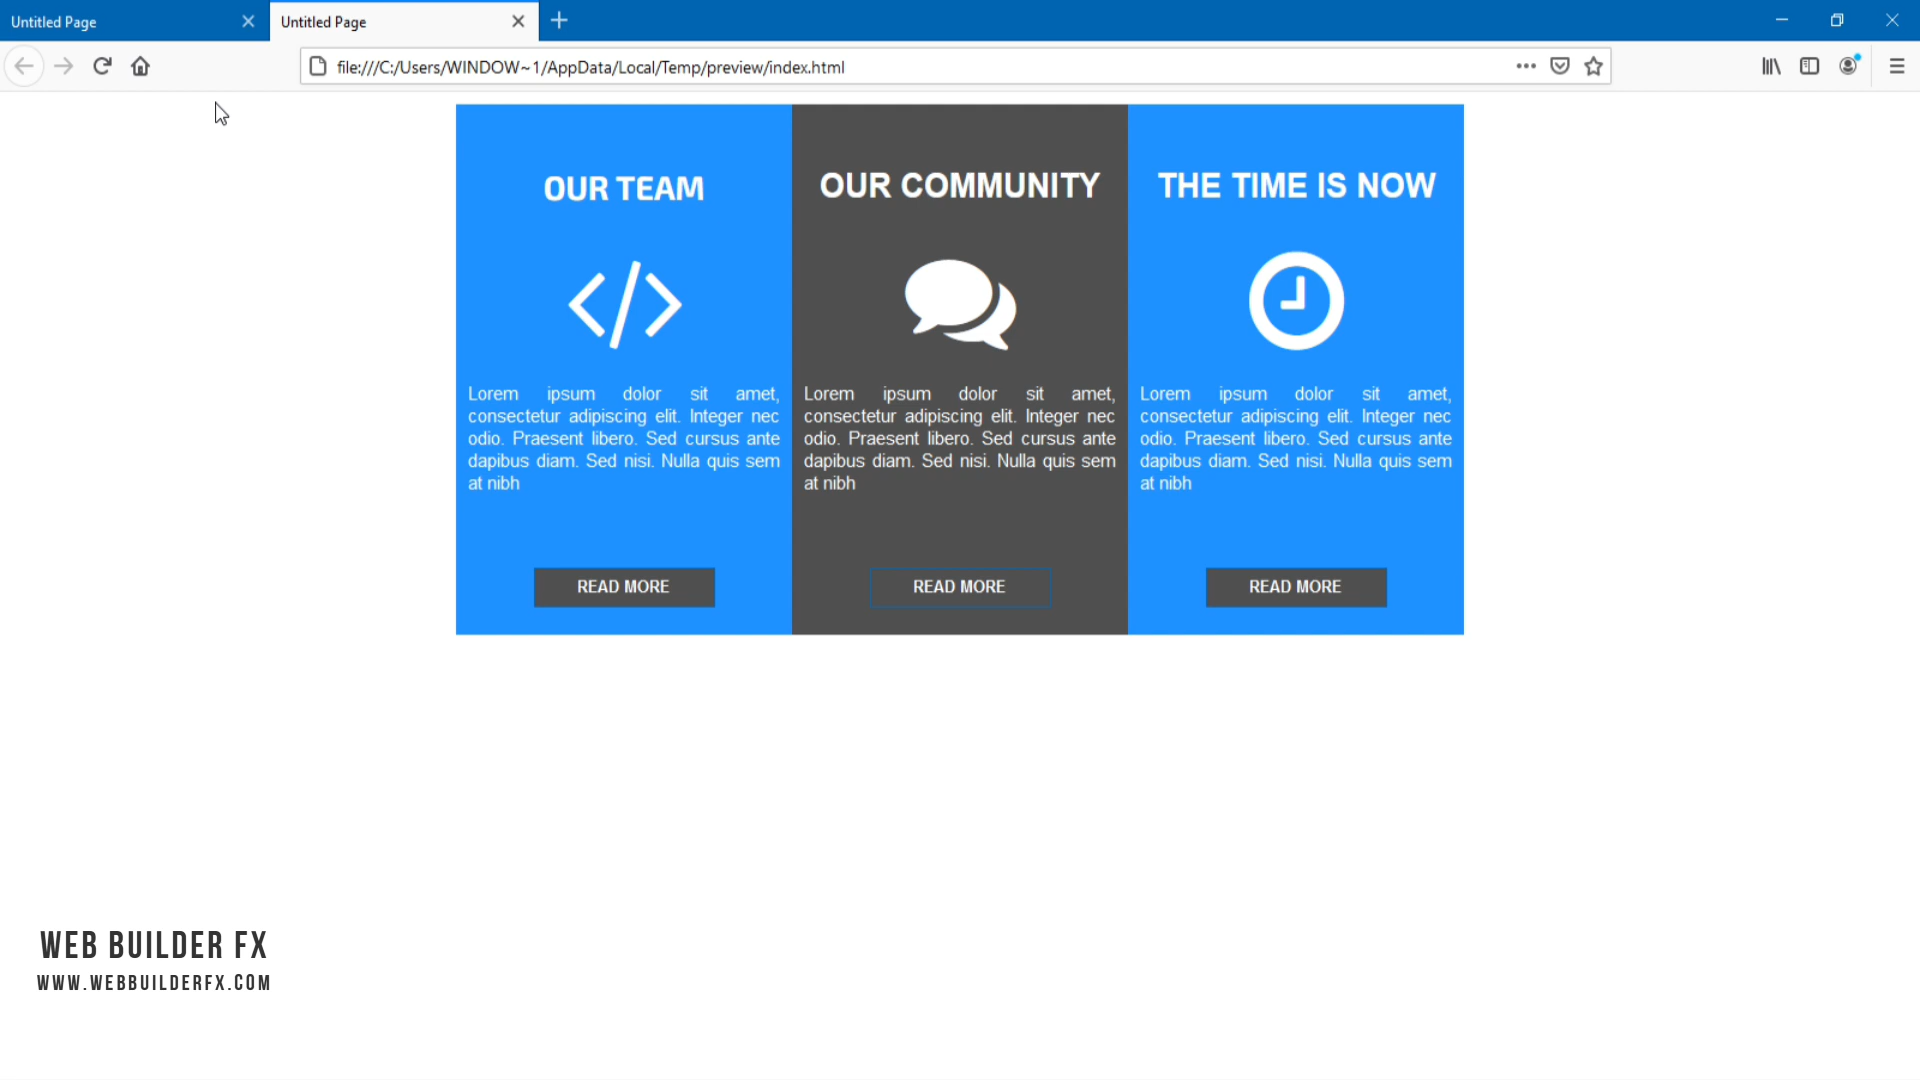 Untitled Page
Untitled Page
file:///C:/Users/WINDOW~1/AppData/Local/Temp/preview/index.html
OUR TEAM
Lorem ipsum dolor sit amet,
consectetur adipiscing elit. Integer nec
odio. Praesent libero. Sed cursus ante
dapibus diam. Sed nisi. Nulla quis sem
at nibh
READ MORE
OUR COMMUNITY
Lorem ipsum dolor sit amet,
consectetur adipiscing elit. Integer nec
odio. Praesent libero. Sed cursus ante
dapibus diam. Sed nisi. Nulla quis sem
at nibh
READ MORE
THE TIME IS NOW
Lorem ipsum dolor sit amet,
consectetur adipiscing elit. Integer nec
odio. Praesent libero. Sed cursus ante
dapibus diam. Sed nisi. Nulla quis sem
at nibh
READ MORE
WEB BUILDER FX
WWW.WEBBUILDERFX.COM